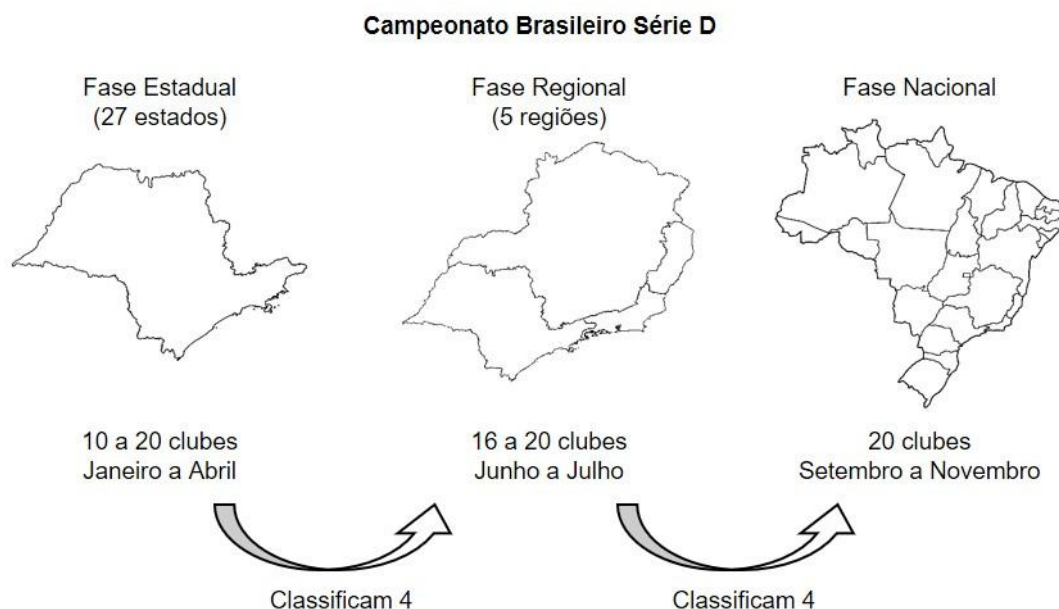 Campeonato Brasileiro Série D
Fase Estadual
(27 estados)
Fase Regional
(5 regiões)
Fase Nacional
10 a 20 clubes
Janeiro a Abril
16 a 20 clubes
Junho a Julho
20 clubes
Setembro a Novembro
Classificam 4
Classificam 4